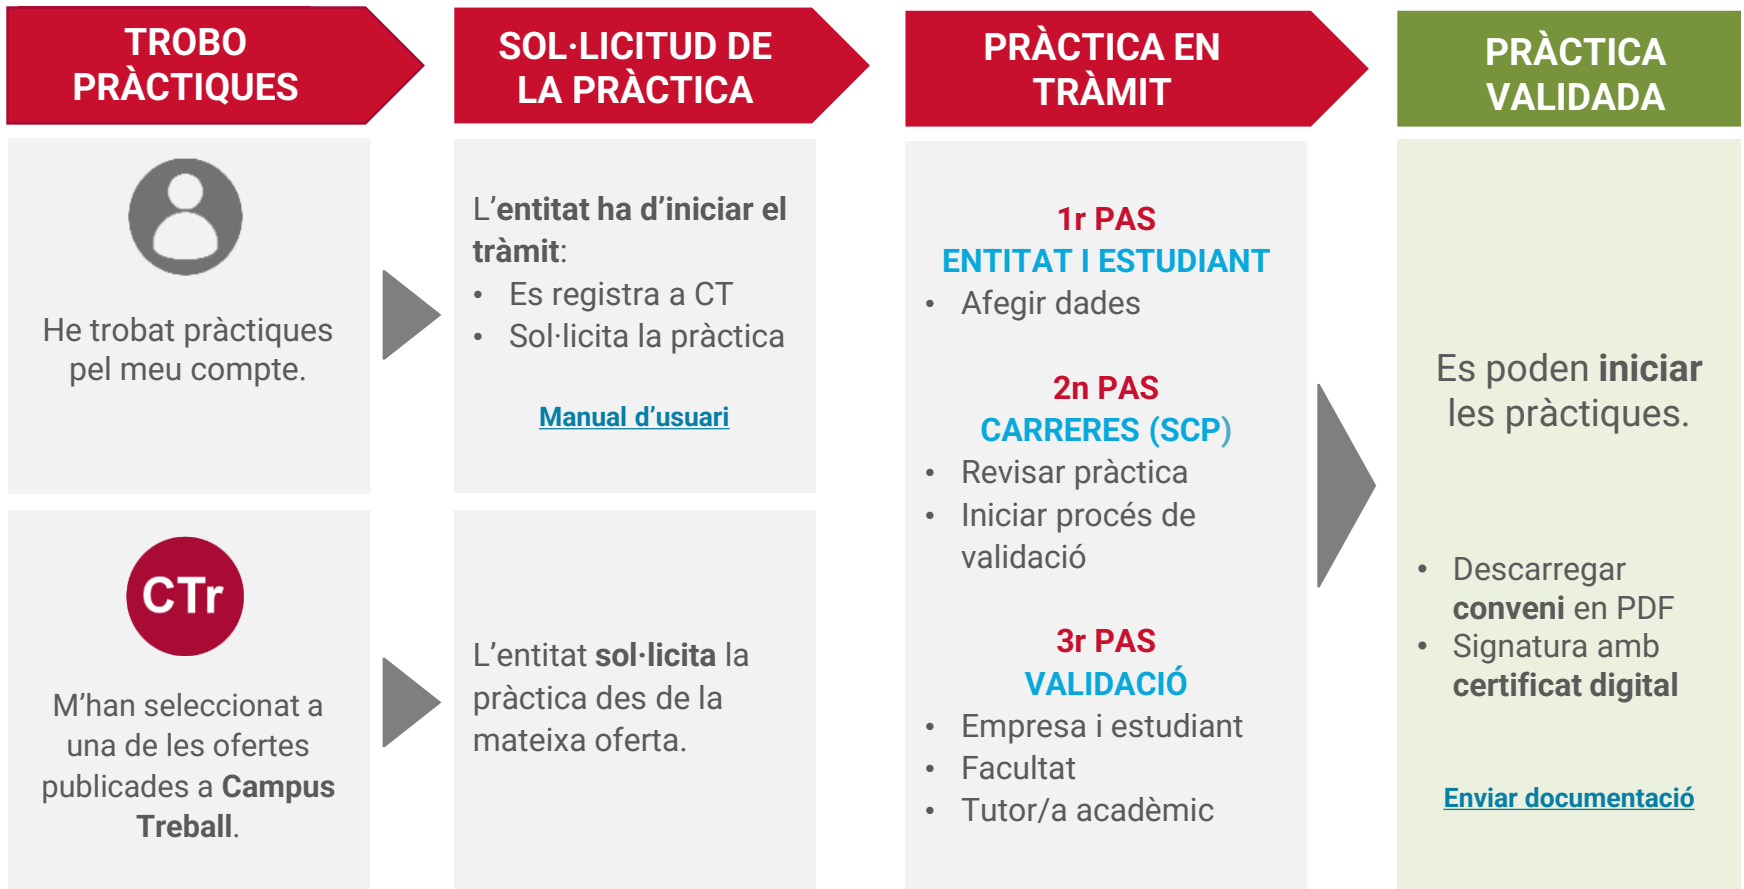 TROBO
PRÀCTIQUES
SOL·LICITUD DE
LA PRÀCTICA
PRÀCTICA EN
TRÀMIT
PRÀCTICA
VALIDADA
He trobat pràctiques
pel meu compte.
L’entitat ha d’iniciar el
tràmit:
• Es registra a CT
• Sol·licita la pràctica
Manual d’usuari
CTr
M’han seleccionat a
una de les ofertes
publicades a Campus
Treball.
L’entitat sol·licita la
pràctica des de la
mateixa oferta.
1r PAS
ENTITAT I ESTUDIANT
• Afegir dades
2n PAS
CARRERES (SCP)
• Revisar pràctica
• Iniciar procés de
validació
3r PAS
VALIDACIÓ
• Empresa i estudiant
• Facultat
• Tutor/a acadèmic
Es poden iniciar
les pràctiques.
• Descarregar
conveni en PDF
• Signatura amb
certificat digital
Enviar documentació